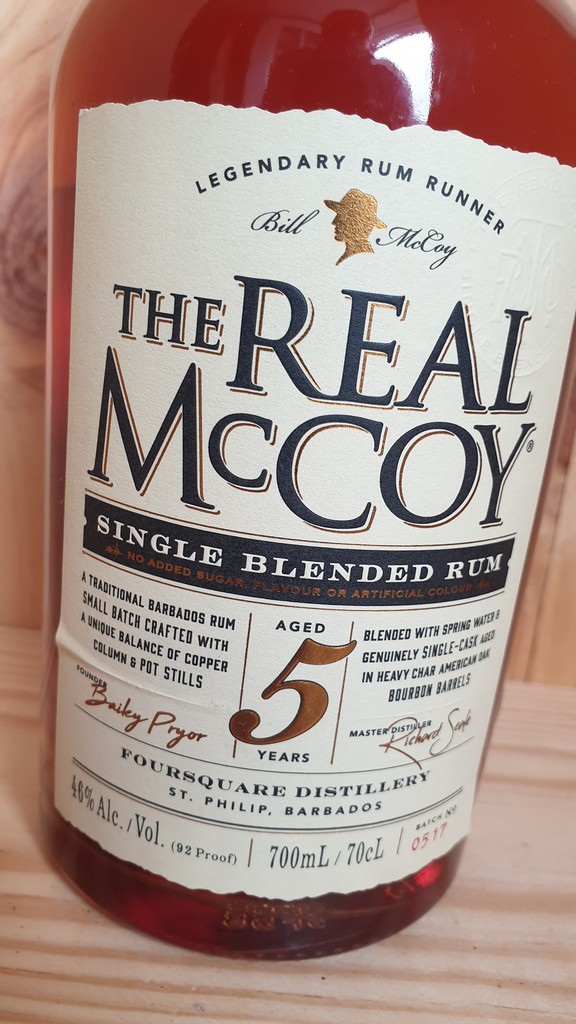 LEGENDARY RUM RUNNER
Bill McCoy
THE REAL
McCOY®
SINGLE BLENDED RUM
NO ADDED SUGAR, FLAVOUR OR ARTIFICIAL COLOUR
A TRADITIONAL BARBADOS RUM
SMALL BATCH CRAFTED WITH
A UNIQUE BALANCE OF COPPER
COLUMN & POT STILLS
FOUNDER
Bailey Pryor
AGED
5
YEARS
BLENDED WITH SPRING WATER &
GENUINELY SINGLE-CASK AGED
IN HEAVY CHAR AMERICAN OAK
BOURBON BARRELS
MASTER DISTILLER
Richard Seale
FOURSQUARE DISTILLERY
ST. PHILIP, BARBADOS
46% Alc./Vol. (92 Proof)
700mL / 70cL
BATCH NO.
0517